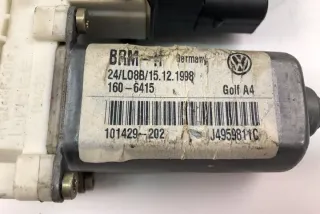 BRM-H Germany
24/L08B/15.12.1998
160-6415 Golf A4
101429-202 J4959811C